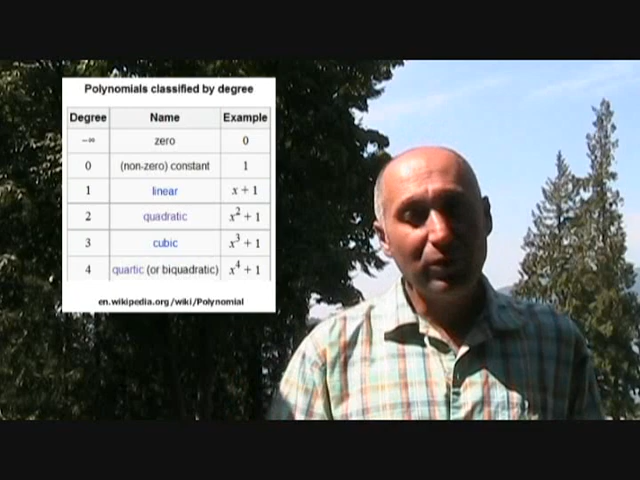 Polynomials classified by degree
Degree Name Example
−∞ zero 0
0 (non-zero) constant 1
1 linear x + 1
2 quadratic x² + 1
3 cubic x³ + 1
4 quartic (or biquadratic) x⁴ + 1
en.wikipedia.org/wiki/Polynomial